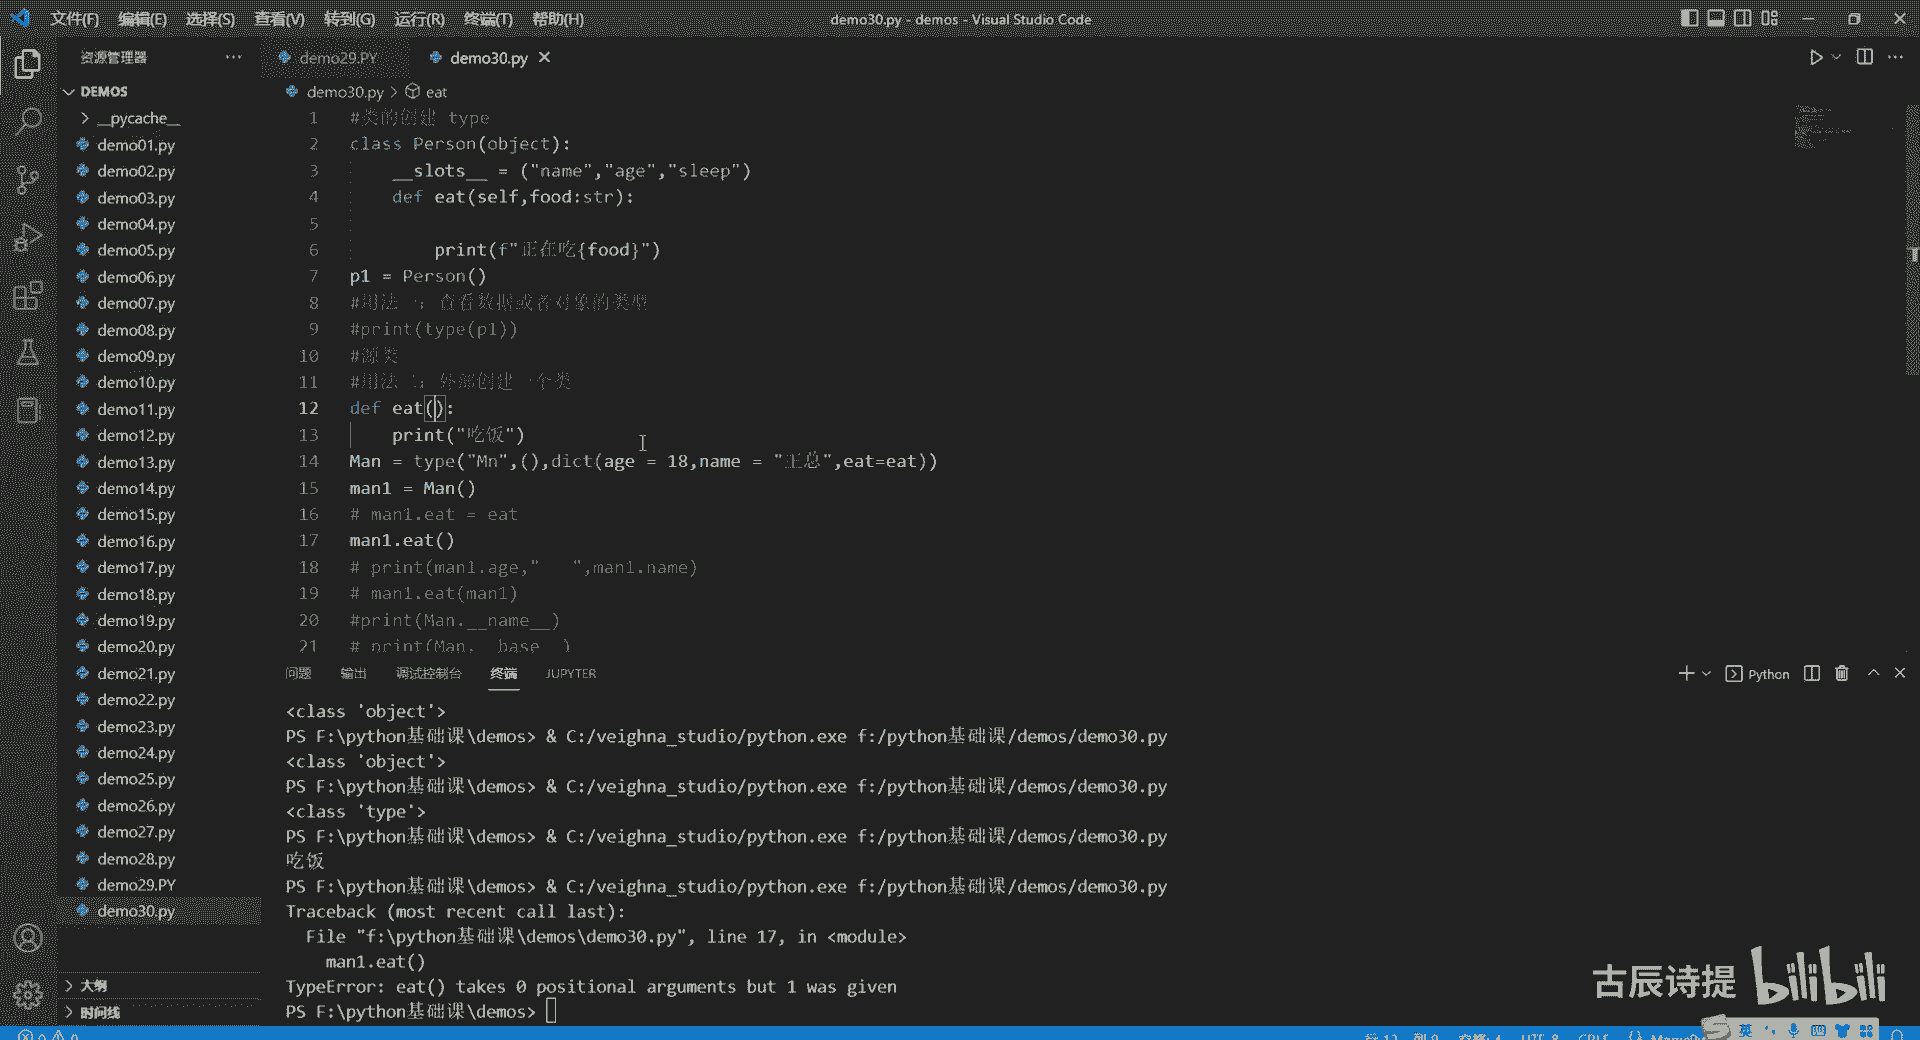 文件(F) 编辑(E) 选择(S) 查看(V) 转到(G) 运行(R) 终端(T) 帮助(H)
demo30.py - demos - Visual Studio Code
资源管理器
demo29.PY
demo30.py
DEMOS
demo30.py > eat
__pycache__
demo01.py
demo02.py
demo03.py
demo04.py
demo05.py
demo06.py
demo07.py
demo08.py
demo09.py
demo10.py
demo11.py
demo12.py
demo13.py
demo14.py
demo15.py
demo16.py
demo17.py
demo18.py
demo19.py
demo20.py
demo21.py
demo22.py
demo23.py
demo24.py
demo25.py
demo26.py
demo27.py
demo28.py
demo29.PY
demo30.py
大纲
时间线
1 #类的创建 type
2 class Person(object):
3 __slots__ = ("name","age","sleep")
4 def eat(self,food:str):
5
6 print(f"正在吃{food}")
7 p1 = Person()
8 #用法一：查看数据或者对象的类型
9 #print(type(p1))
10 #源类
11 #用法二：外部创建一个类
12 def eat():
13 print("吃饭")
14 Man = type("Mn",(),dict(age = 18,name = "王总",eat=eat))
15 man1 = Man()
16 # man1.eat = eat
17 man1.eat()
18 # print(man1.age,"   ",man1.name)
19 # man1.eat(man1)
20 #print(Man.__name__)
21 # print(Man.__base__)
问题 输出 调试控制台 终端 JUPYTER
Python
<class 'object'>
PS F:\python基础课\demos> & C:/veighna_studio/python.exe f:/python基础课/demos/demo30.py
<class 'object'>
PS F:\python基础课\demos> & C:/veighna_studio/python.exe f:/python基础课/demos/demo30.py
<class 'type'>
PS F:\python基础课\demos> & C:/veighna_studio/python.exe f:/python基础课/demos/demo30.py
吃饭
PS F:\python基础课\demos> & C:/veighna_studio/python.exe f:/python基础课/demos/demo30.py
Traceback (most recent call last):
File "f:\python基础课\demos\demo30.py", line 17, in <module>
man1.eat()
TypeError: eat() takes 0 positional arguments but 1 was given
PS F:\python基础课\demos>
古辰诗提 bilibili
英